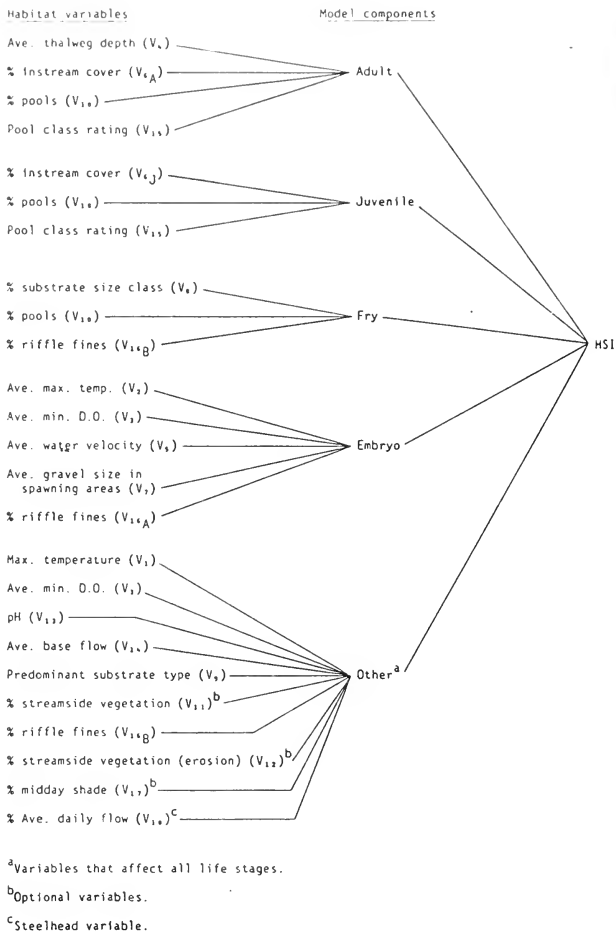 Habitat variables Model components
Ave. thalweg depth (V₄)
% instream cover (V₆A)
Adult
% pools (V₁₀)
Pool class rating (V₁₅)
% instream cover (V₆J)
% pools (V₁₀)
Juvenile
Pool class rating (V₁₅)
% substrate size class (V₈)
% pools (V₁₀)
Fry
% riffle fines (V₁₆B)
HSI
Ave. max. temp. (V₂)
Ave. min. D.O. (V₃)
Ave. water velocity (V₅)
Embryo
Ave. gravel size in
spawning areas (V₇)
% riffle fines (V₁₆A)
Max. temperature (V₁)
Ave. min. D.O. (V₃)
pH (V₁₃)
Ave. base flow (V₁₄)
Predominant substrate type (V₉)
Otherᵃ
% streamside vegetation (V₁₁)ᵇ
% riffle fines (V₁₆B)
% streamside vegetation (erosion) (V₁₂)ᵇ
% midday shade (V₁₇)ᵇ
% Ave. daily flow (V₁₈)ᶜ
ᵃVariables that affect all life stages.
ᵇOptional variables.
ᶜSteelhead variable.